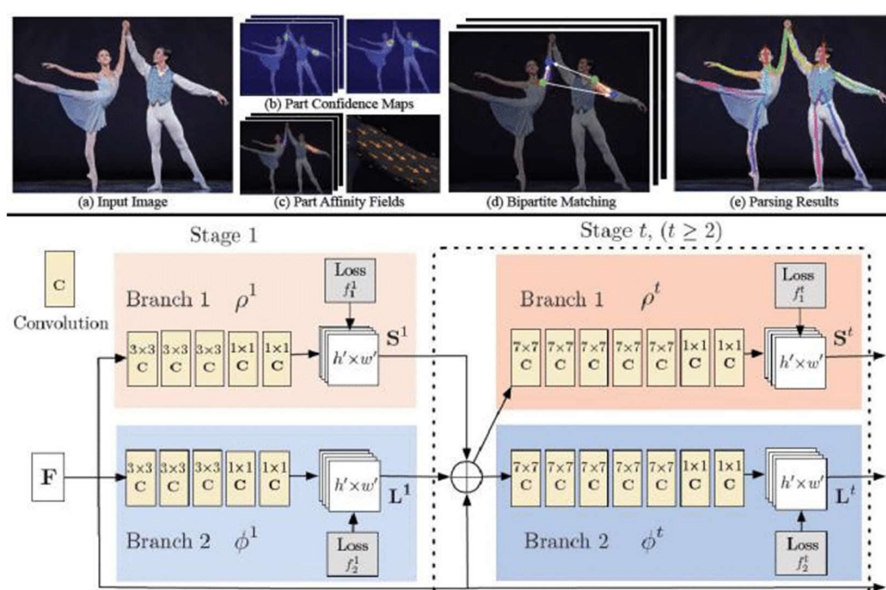 (b) Part Confidence Maps
(a) Input Image
(c) Part Affinity Fields
(d) Bipartite Matching
(e) Parsing Results
Stage 1
Stage t, (t ≥ 2)
C
Convolution
Branch 1 ρ¹
Loss
f₁¹
3×3 C
3×3 C
3×3 C
1×1 C
1×1 C
h′×w′
S¹
Branch 1 ρᵗ
Loss
f₁ᵗ
7×7 C
7×7 C
7×7 C
7×7 C
7×7 C
1×1 C
1×1 C
h′×w′
Sᵗ
F
3×3 C
3×3 C
3×3 C
1×1 C
1×1 C
h′×w′
L¹
Branch 2 ϕ¹
Loss
f₂¹
7×7 C
7×7 C
7×7 C
7×7 C
7×7 C
1×1 C
1×1 C
h′×w′
Lᵗ
Branch 2 ϕᵗ
Loss
f₂ᵗ